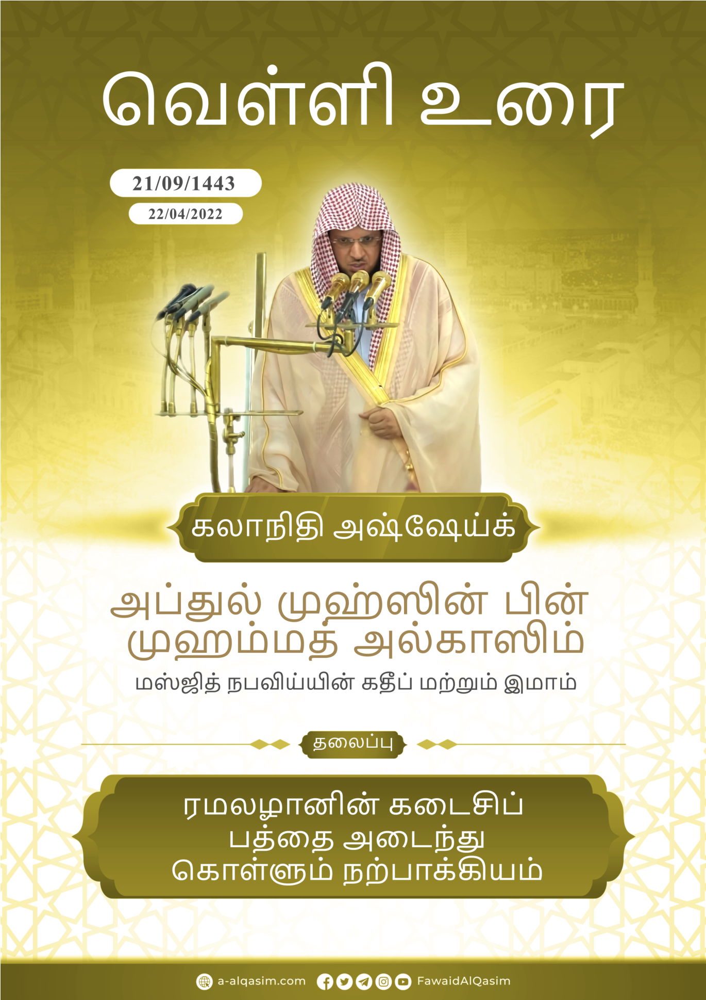 வெள்ளி உரை
21/09/1443
22/04/2022
கலாநிதி அஷ்ஷேய்க்
அப்துல் முஹ்ஸின் பின்
முஹம்மத் அல்காஸிம்
மஸ்ஜித் நபவிய்யின் கதீப் மற்றும் இமாம்
தலைப்பு
ரமலழானின் கடைசிப்
பத்தை அடைந்து
கொள்ளும் நற்பாக்கியம்
a-alqasim.com FawaidAlQasim